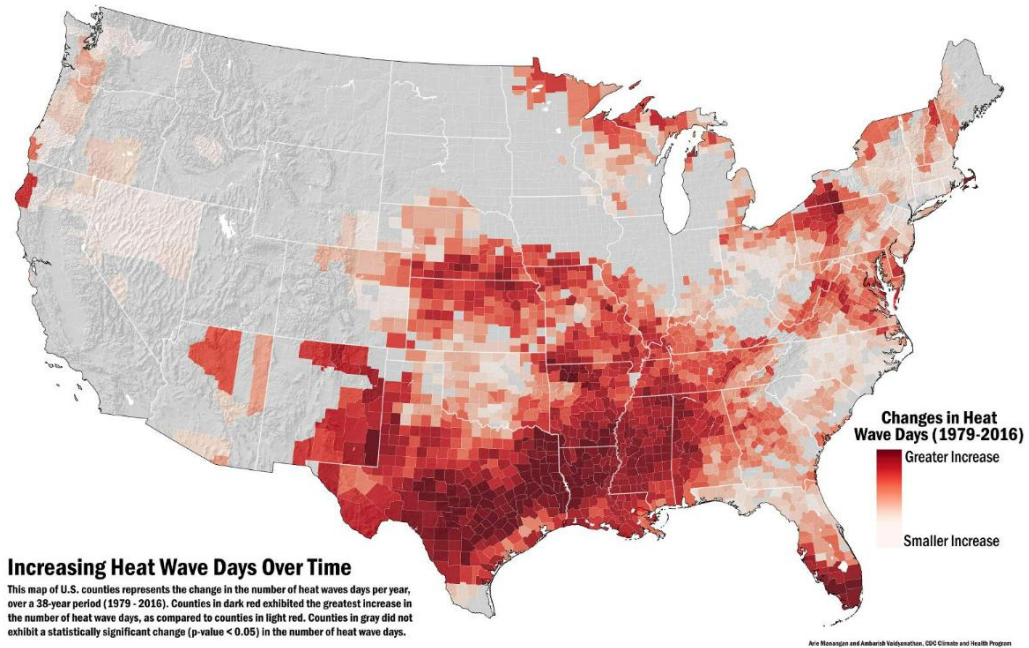 Changes in Heat
Wave Days (1979-2016)
Greater Increase
Smaller Increase
Increasing Heat Wave Days Over Time
This map of U.S. counties represents the change in the number of heat waves days per year,
over a 38-year period (1979 - 2016). Counties in dark red exhibited the greatest increase in
the number of heat wave days, as compared to counties in light red. Counties in gray did not
exhibit a statistically significant change (p-value < 0.05) in the number of heat wave days.
Arie Manangan and Ambarish Vaidyanathan, CDC Climate and Health Program